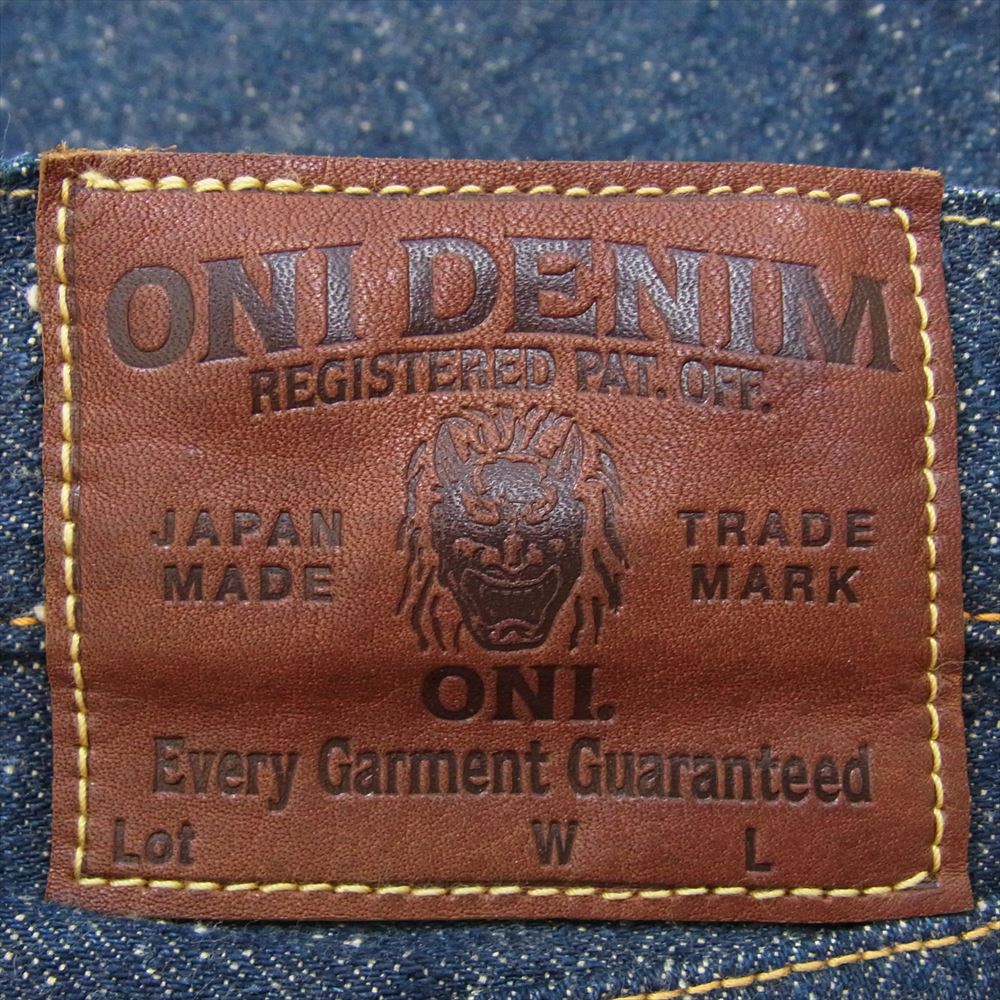 ONI DENIM
REGISTERED PAT. OFF.
JAPAN MADE
TRADE MARK
ONI.
Every Garment Guaranteed
Lot W L